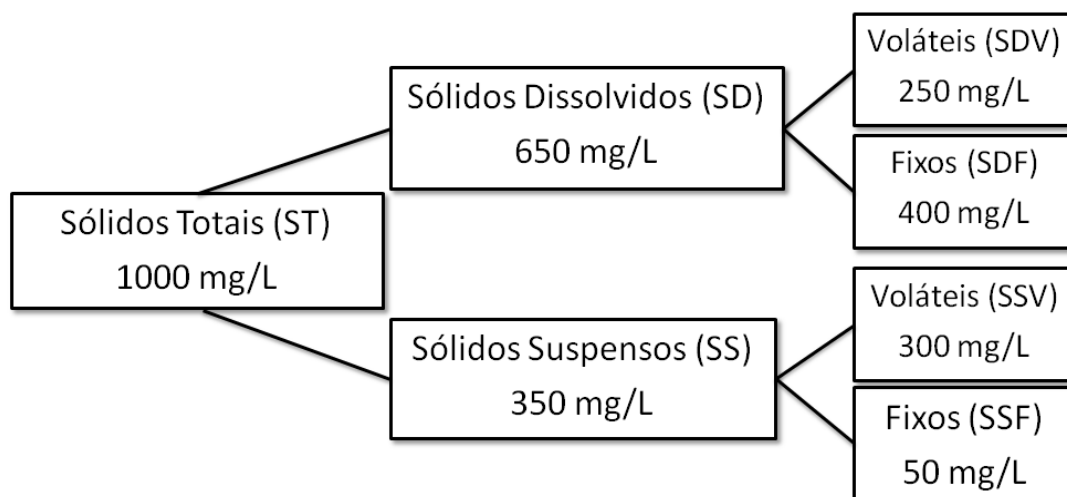 Sólidos Totais (ST)
1000 mg/L
Sólidos Dissolvidos (SD)
650 mg/L
Voláteis (SDV)
250 mg/L
Fixos (SDF)
400 mg/L
Sólidos Suspensos (SS)
350 mg/L
Voláteis (SSV)
300 mg/L
Fixos (SSF)
50 mg/L